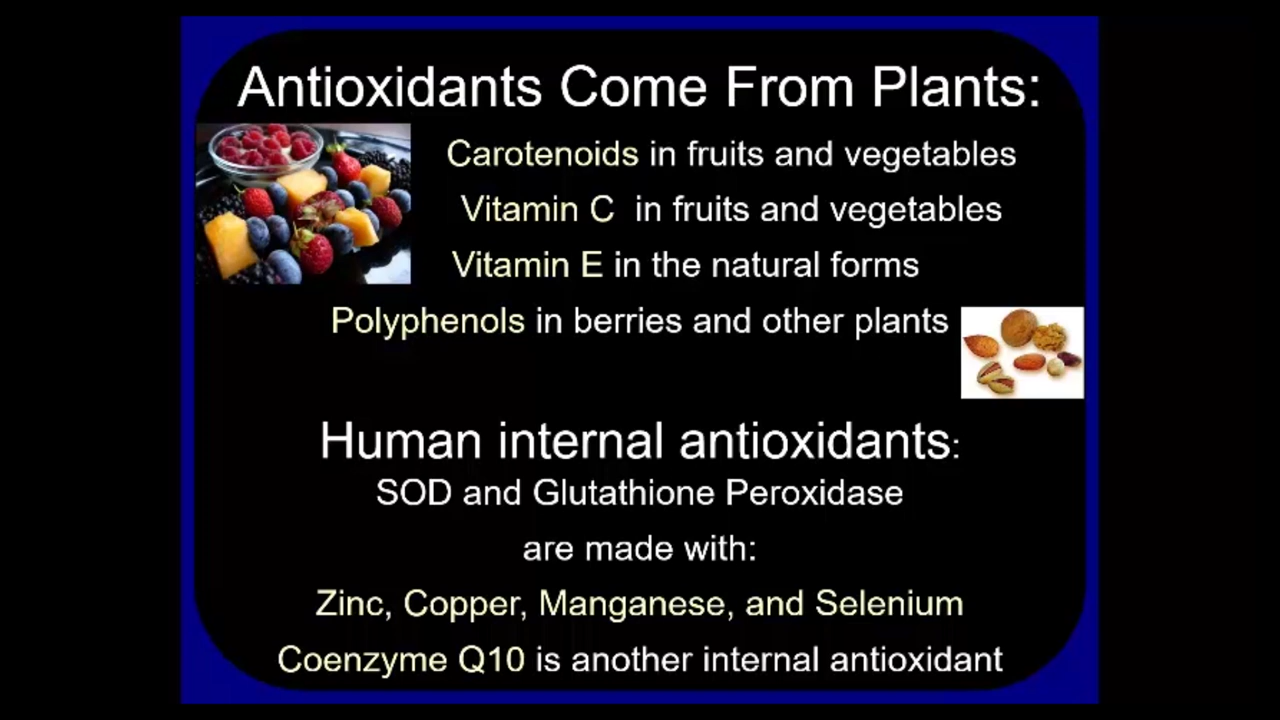 Antioxidants Come From Plants:
Carotenoids in fruits and vegetables
Vitamin C in fruits and vegetables
Vitamin E in the natural forms
Polyphenols in berries and other plants
Human internal antioxidants:
SOD and Glutathione Peroxidase
are made with:
Zinc, Copper, Manganese, and Selenium
Coenzyme Q10 is another internal antioxidant